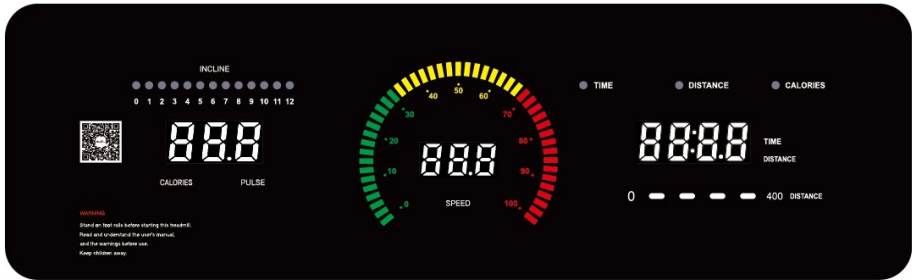 INCLINE
0 1 2 3 4 5 6 7 8 9 10 11 12
88.8
CALORIES PULSE
WARNING
Stand on foot rails before starting this treadmill.
Read and understand the user's manual,
and the warnings before use.
Keep children away.
0 10 20 30 40 50 60 70 80 90 100
88.8
SPEED
TIME DISTANCE CALORIES
88:8.8
TIME
DISTANCE
0 400 DISTANCE